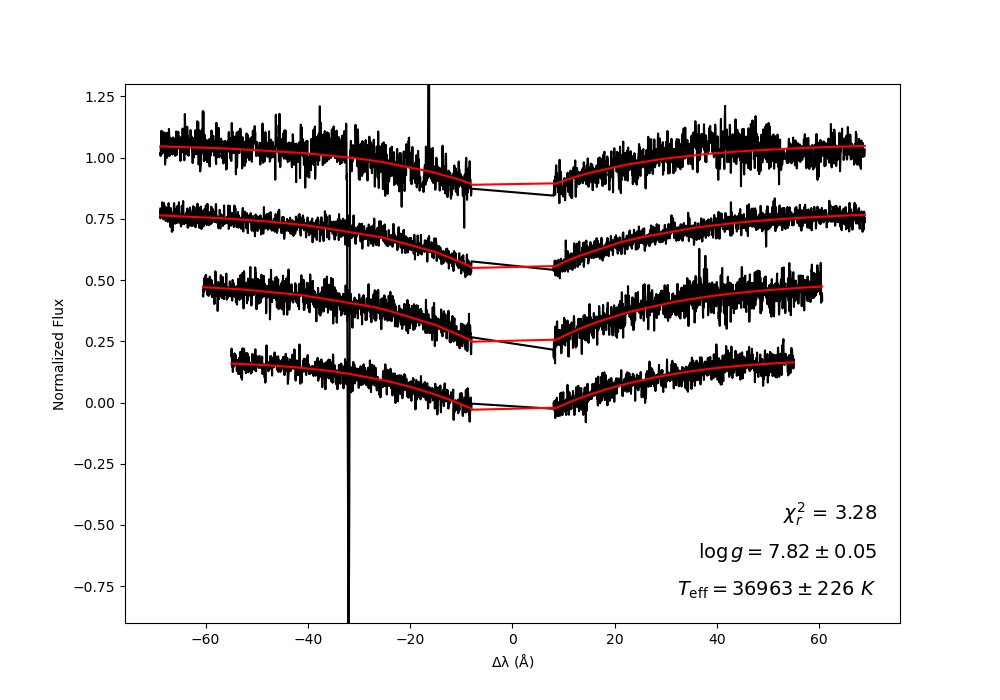 1.25
1.00
0.75
0.50
0.25
0.00
−0.25
−0.50
−0.75
Normalized Flux
χ²ᵣ = 3.28
log g = 7.82 ± 0.05
T_eff = 36963 ± 226 K
−60 −40 −20 0 20 40 60
Δλ (Å)